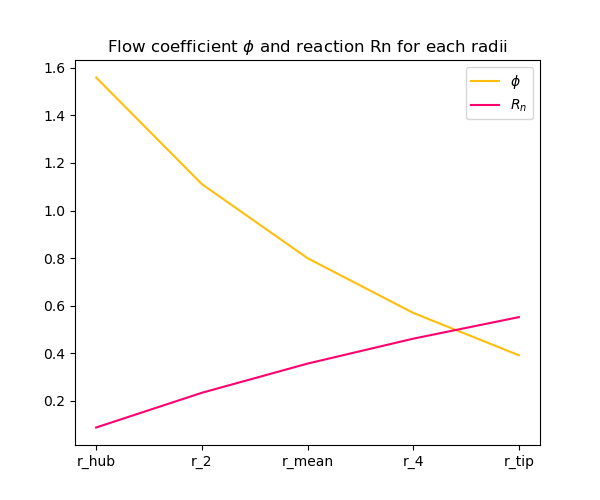 Flow coefficient ϕ and reaction Rn for each radii
1.6
1.4
1.2
1.0
0.8
0.6
0.4
0.2
ϕ
Rₙ
r_hub r_2 r_mean r_4 r_tip